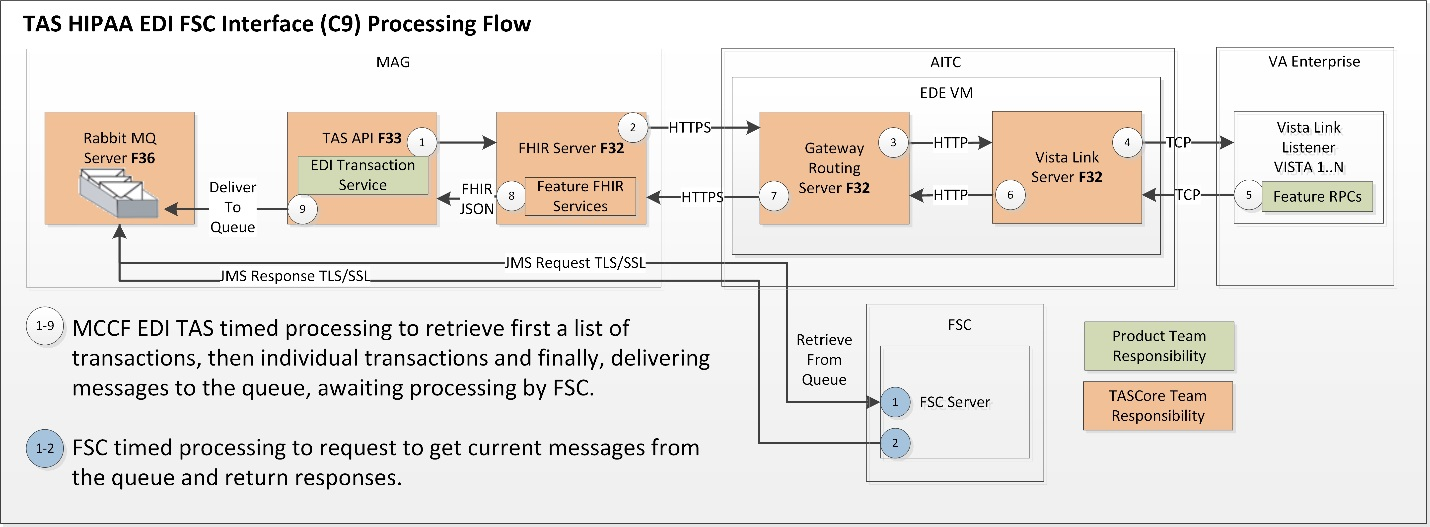 TAS HIPAA EDI FSC Interface (C9) Processing Flow
MAG
AITC
VA Enterprise
EDE VM
Rabbit MQ
Server F36
TAS API F33
1
EDI Transaction
Service
9
Deliver
To
Queue
FHIR Server F32
2
Feature FHIR
Services
8
FHIR
JSON
HTTPS
HTTPS
Gateway
Routing
Server F32
3
7
HTTP
HTTP
Vista Link
Server F32
4
6
TCP
TCP
Vista Link
Listener
VISTA 1..N
5
Feature RPCs
JMS Request TLS/SSL
JMS Response TLS/SSL
1-9
MCCF EDI TAS timed processing to retrieve first a list of
transactions, then individual transactions and finally, delivering
messages to the queue, awaiting processing by FSC.
1-2
FSC timed processing to request to get current messages from
the queue and return responses.
Retrieve
From
Queue
FSC
1
FSC Server
2
Product Team
Responsibility
TASCore Team
Responsibility